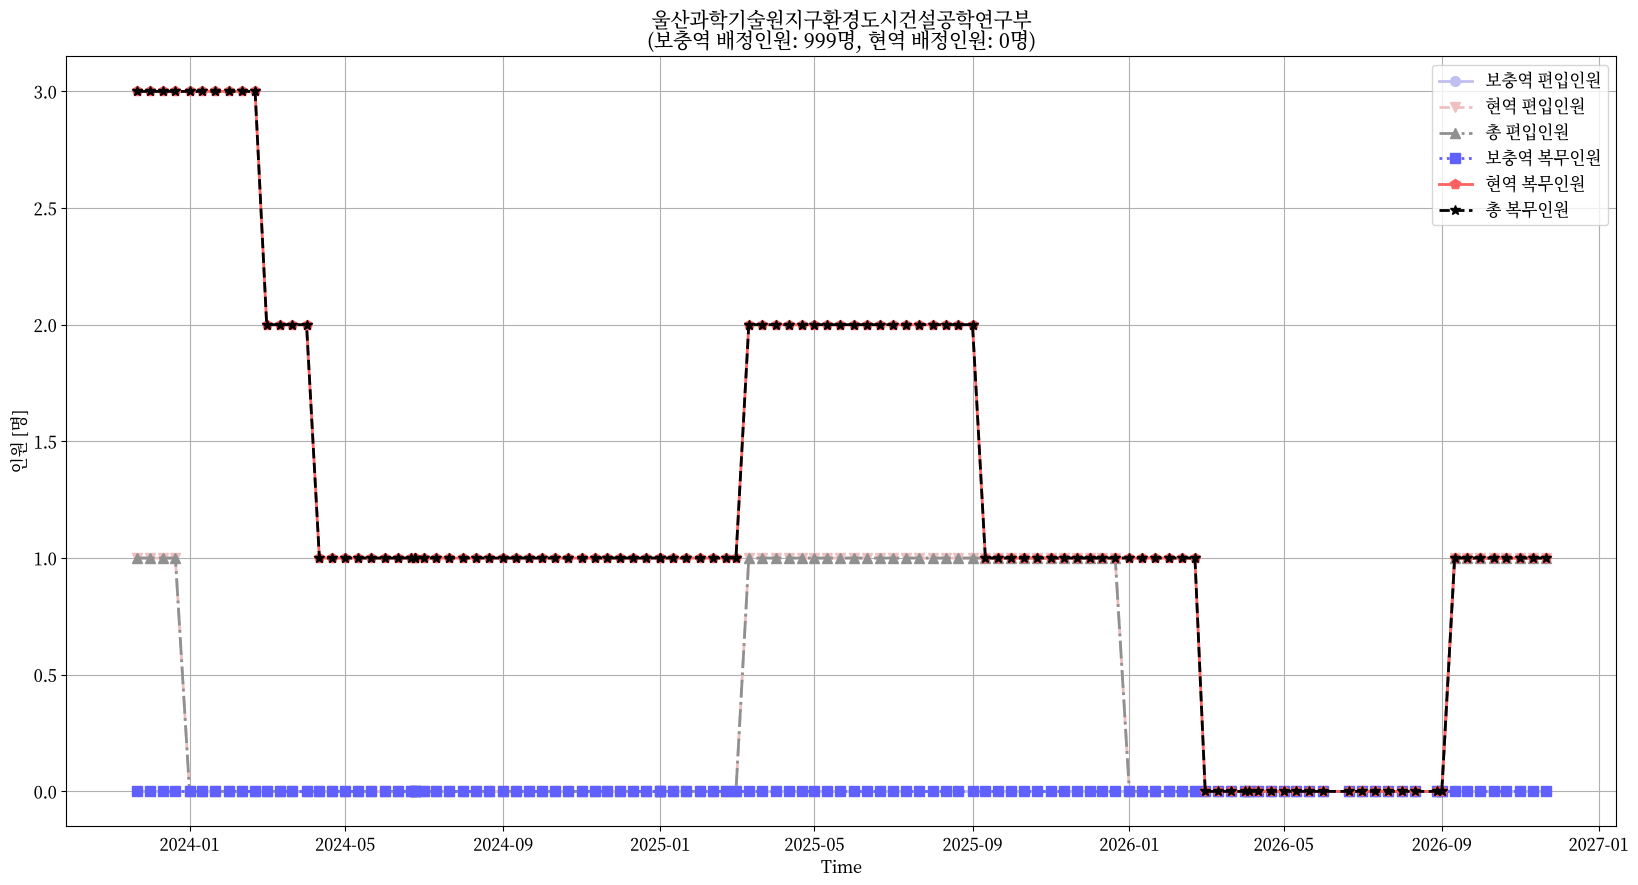 울산과학기술원지구환경도시건설공학연구부
(보충역 배정인원: 999명, 현역 배정인원: 0명)
보충역 편입인원
현역 편입인원
총 편입인원
보충역 복무인원
현역 복무인원
총 복무인원
인원 [명]
3.0
2.5
2.0
1.5
1.0
0.5
0.0
2024-01
2024-05
2024-09
2025-01
2025-05
2025-09
2026-01
2026-05
2026-09
2027-01
Time